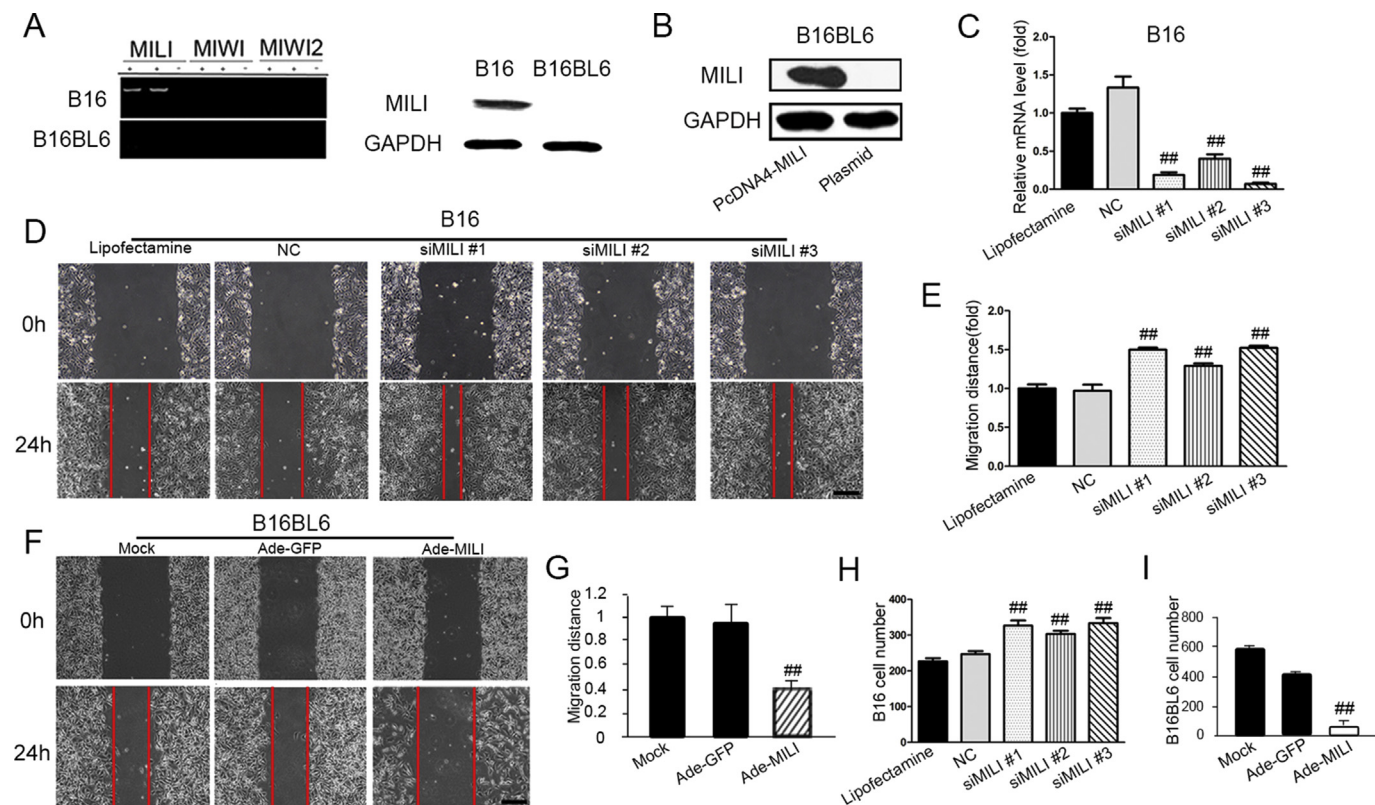 A
MILI MIWI MIWI2
+ + - + + - + + -
B16
B16BL6
B16 B16BL6
MILI
GAPDH
B
B16BL6
MILI
GAPDH
PcDNA4-MILI
Plasmid
C
B16
Relative mRNA level (fold)
2.0
1.5
1.0
0.5
0.0
##
##
##
Lipofectamine
NC
siMILI #1
siMILI #2
siMILI #3
D
B16
Lipofectamine NC siMILI #1 siMILI #2 siMILI #3
0h
24h
E
Migration distance(fold)
2.0
1.5
1.0
0.5
0.0
##
##
##
Lipofectamine
NC
siMILI #1
siMILI #2
siMILI #3
F
B16BL6
Mock Ade-GFP Ade-MILI
0h
24h
G
Migration distance
1.2
1
0.8
0.6
0.4
0.2
0
##
Mock
Ade-GFP
Ade-MILI
H
B16 cell number
400
300
200
100
0
##
##
##
Lipofectamine
NC
siMILI #1
siMILI #2
siMILI #3
I
B16BL6 cell number
800
600
400
200
0
##
Mock
Ade-GFP
Ade-MILI